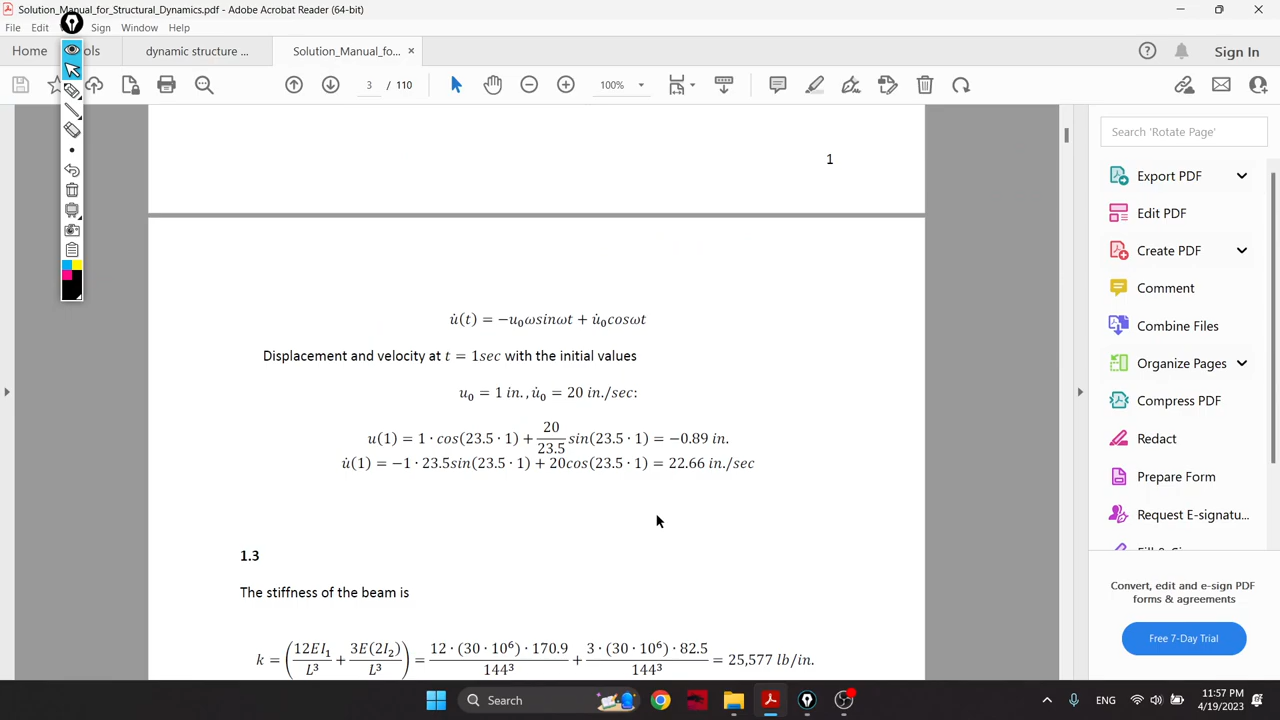 Solution_Manual_for_Structural_Dynamics.pdf - Adobe Acrobat Reader (64-bit)
File Edit Sign Window Help
Home ols dynamic structure ... Solution_Manual_fo... × Sign In
3 / 110 100%
Search 'Rotate Page'
Export PDF
Edit PDF
Create PDF
Comment
Combine Files
Organize Pages
Compress PDF
Redact
Prepare Form
Request E-signatu...
Convert, edit and e-sign PDF
forms & agreements
Free 7-Day Trial
1
u̇(t) = −u₀ωsinωt + u̇₀cosωt
Displacement and velocity at t = 1sec with the initial values
u₀ = 1 in. , u̇₀ = 20 in./sec:
u(1) = 1 · cos(23.5 · 1) + 20/23.5 sin(23.5 · 1) = −0.89 in.
u̇(1) = −1 · 23.5sin(23.5 · 1) + 20cos(23.5 · 1) = 22.66 in./sec
1.3
The stiffness of the beam is
k = (12EI₁/L³ + 3E(2I₂)/L³) = 12 · (30 · 10⁶) · 170.9/144³ + 3 · (30 · 10⁶) · 82.5/144³ = 25,577 lb/in.
Search
ENG
11:57 PM
4/19/2023